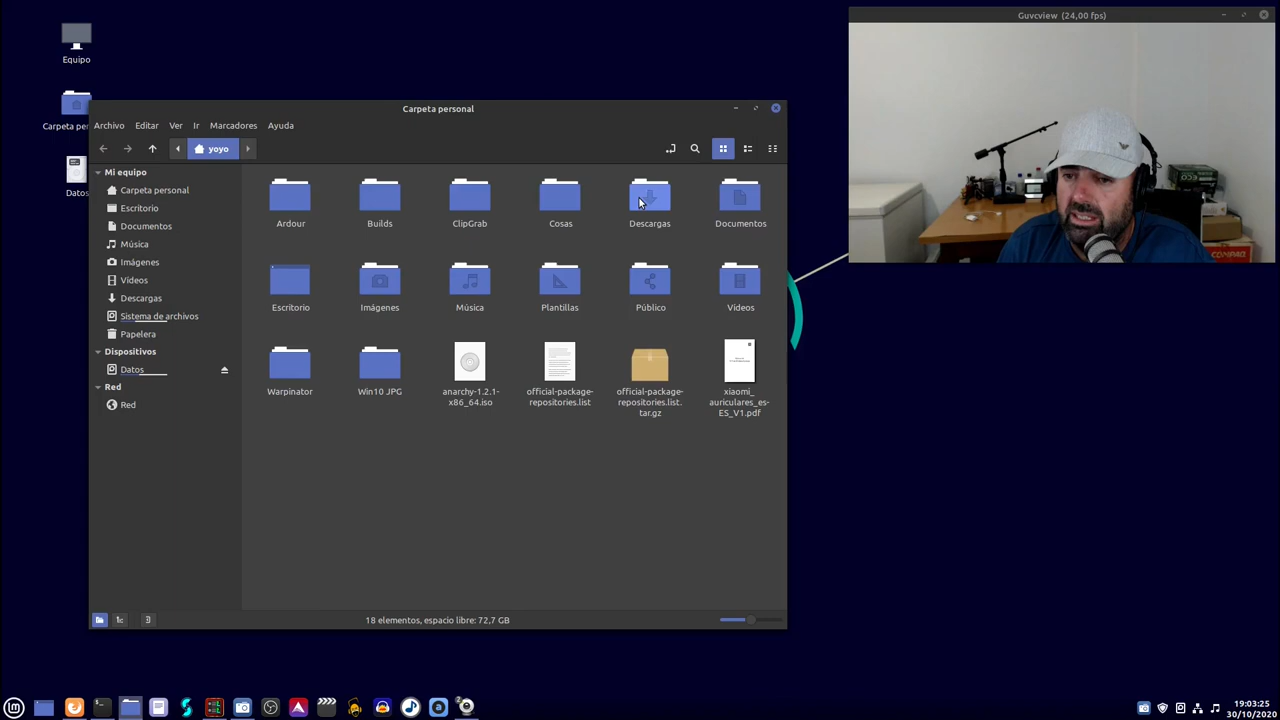 Guvcview (24,00 fps)
Equipo
Carpeta per
Datos
Carpeta personal
Archivo Editar Ver Ir Marcadores Ayuda
yoyo
Mi equipo
Carpeta personal
Escritorio
Documentos
Música
Imágenes
Vídeos
Descargas
Sistema de archivos
Papelera
Dispositivos
Datos
Red
Red
Ardour Builds ClipGrab Cosas Descargas Documentos
Escritorio Imágenes Música Plantillas Público Vídeos
Warpinator
Win10 JPG
anarchy-1.2.1-
x86_64.iso
official-package-
repositories.list
official-package-
repositories.list.
tar.gz
xiaomi_
auriculares_es-
ES_V1.pdf
18 elementos, espacio libre: 72,7 GB
COMPAQ
19:03:25
30/10/2020